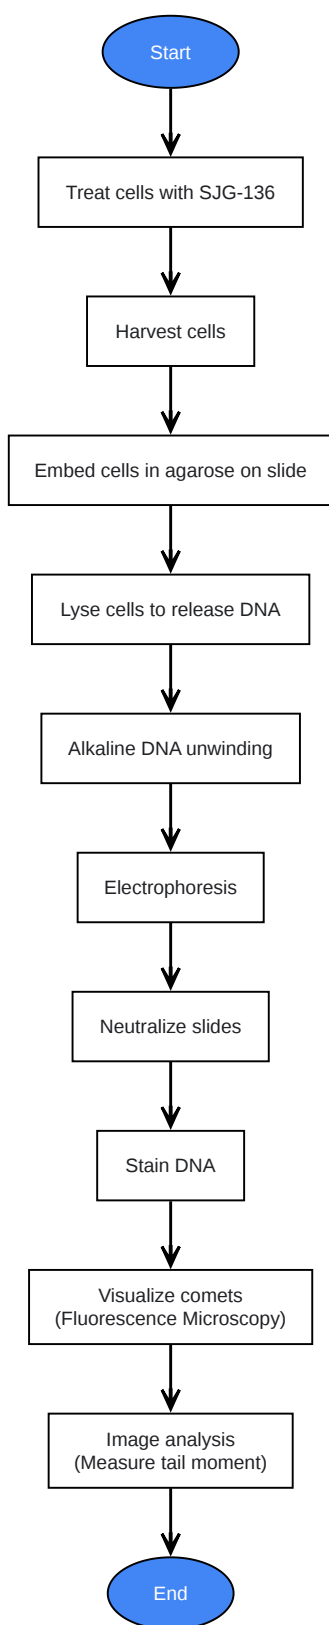 Start
Treat cells with SJG-136
Harvest cells
Embed cells in agarose on slide
Lyse cells to release DNA
Alkaline DNA unwinding
Electrophoresis
Neutralize slides
Stain DNA
Visualize comets
(Fluorescence Microscopy)
Image analysis
(Measure tail moment)
End